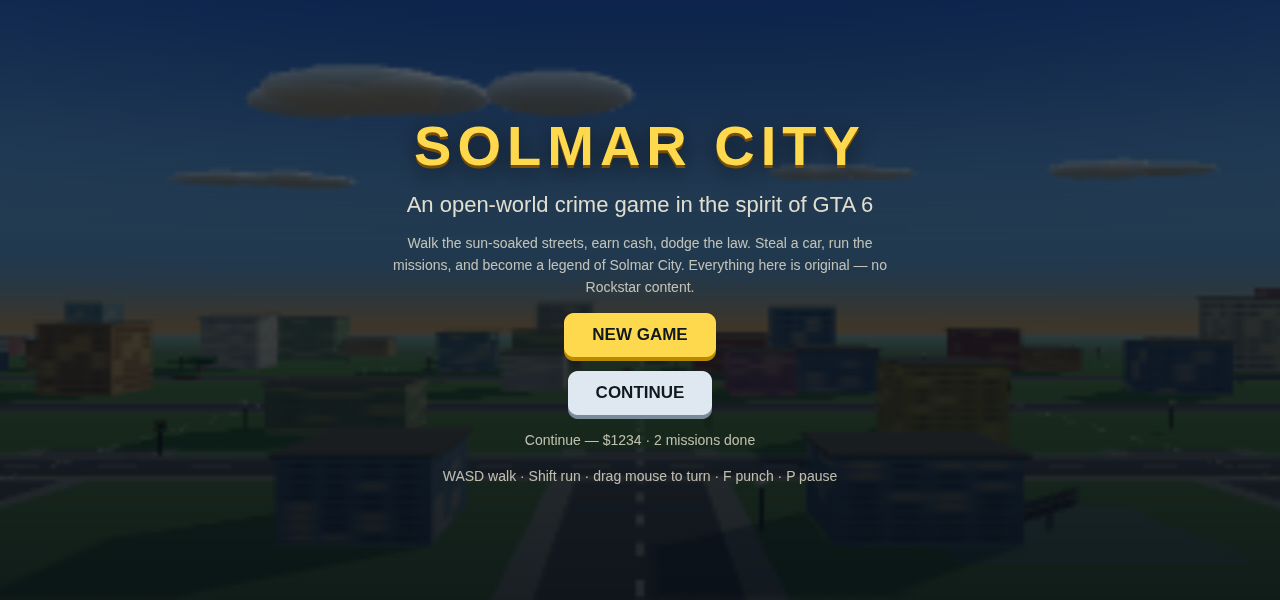 SOLMAR CITY
An open-world crime game in the spirit of GTA 6
Walk the sun-soaked streets, earn cash, dodge the law. Steal a car, run the
missions, and become a legend of Solmar City. Everything here is original — no
Rockstar content.
NEW GAME
CONTINUE
Continue — $1234 · 2 missions done
WASD walk · Shift run · drag mouse to turn · F punch · P pause